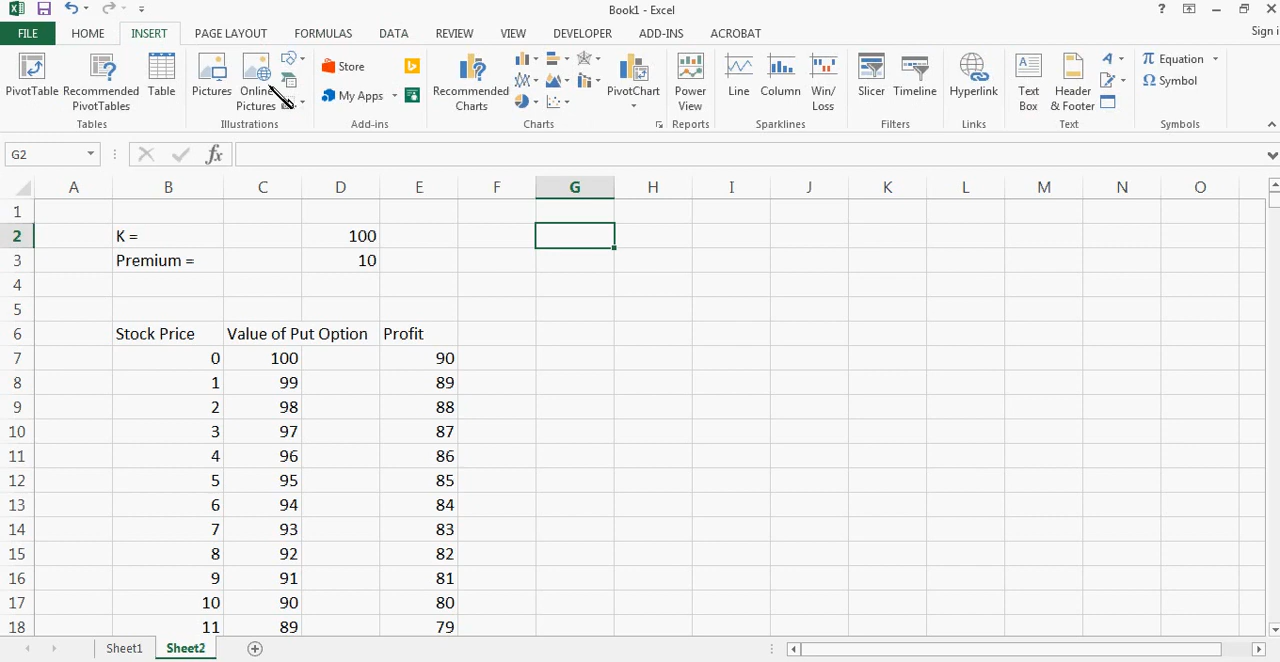 Book1 - Excel
?
FILE HOME INSERT PAGE LAYOUT FORMULAS DATA REVIEW VIEW DEVELOPER ADD-INS ACROBAT Sign i
PivotTable Recommended PivotTables Table
Pictures Online Pictures
Store
My Apps
Recommended Charts
PivotChart
Power View
Line Column Win/ Loss
Slicer Timeline
Hyperlink
Text Box Header & Footer
Equation
Symbol
Tables Illustrations Add-ins Charts Reports Sparklines Filters Links Text Symbols
G2 fx
A B C D E F G H I J K L M N O
1
2 K = 100
3 Premium = 10
4
5
6 Stock Price Value of Put Option Profit
7 0 100 90
8 1 99 89
9 2 98 88
10 3 97 87
11 4 96 86
12 5 95 85
13 6 94 84
14 7 93 83
15 8 92 82
16 9 91 81
17 10 90 80
18 11 89 79
Sheet1 Sheet2